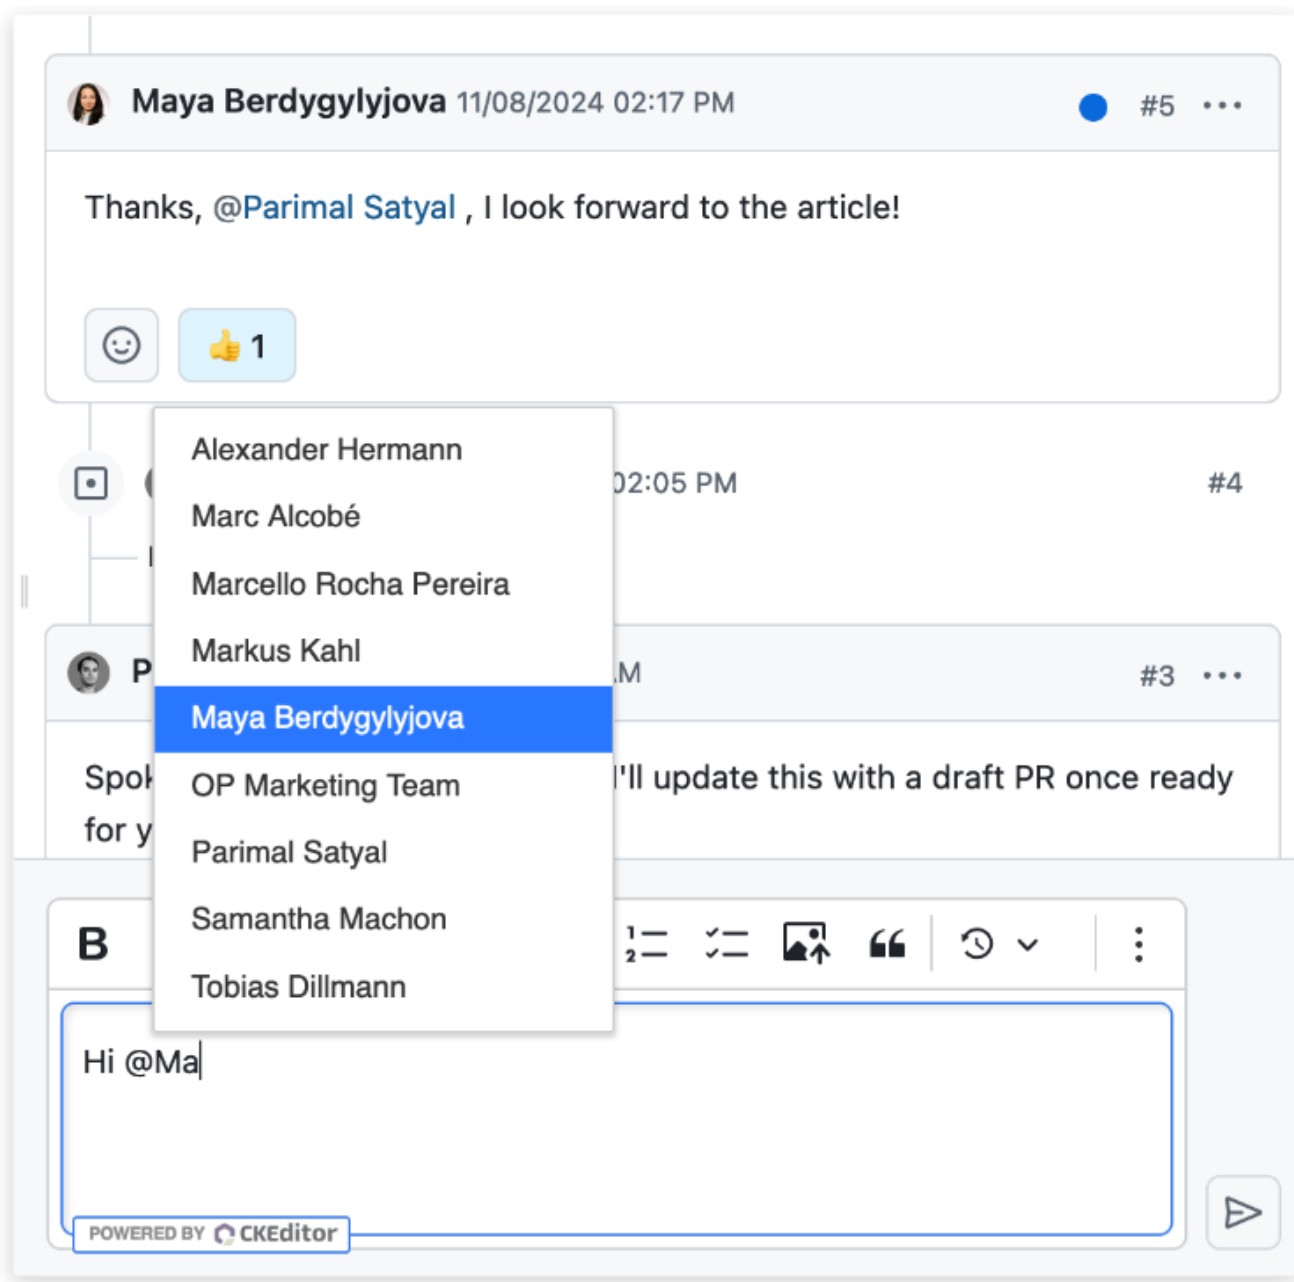 Maya Berdygylyjova 11/08/2024 02:17 PM #5
Thanks, @Parimal Satyal , I look forward to the article!
👍 1
Alexander Hermann
02:05 PM #4
Marc Alcobé
Marcello Rocha Pereira
Markus Kahl
#3
Maya Berdygylyjova
I'll update this with a draft PR once ready
OP Marketing Team
for
Parimal Satyal
Samantha Machon
B
Tobias Dillmann
Hi @Ma
POWERED BY CKEditor